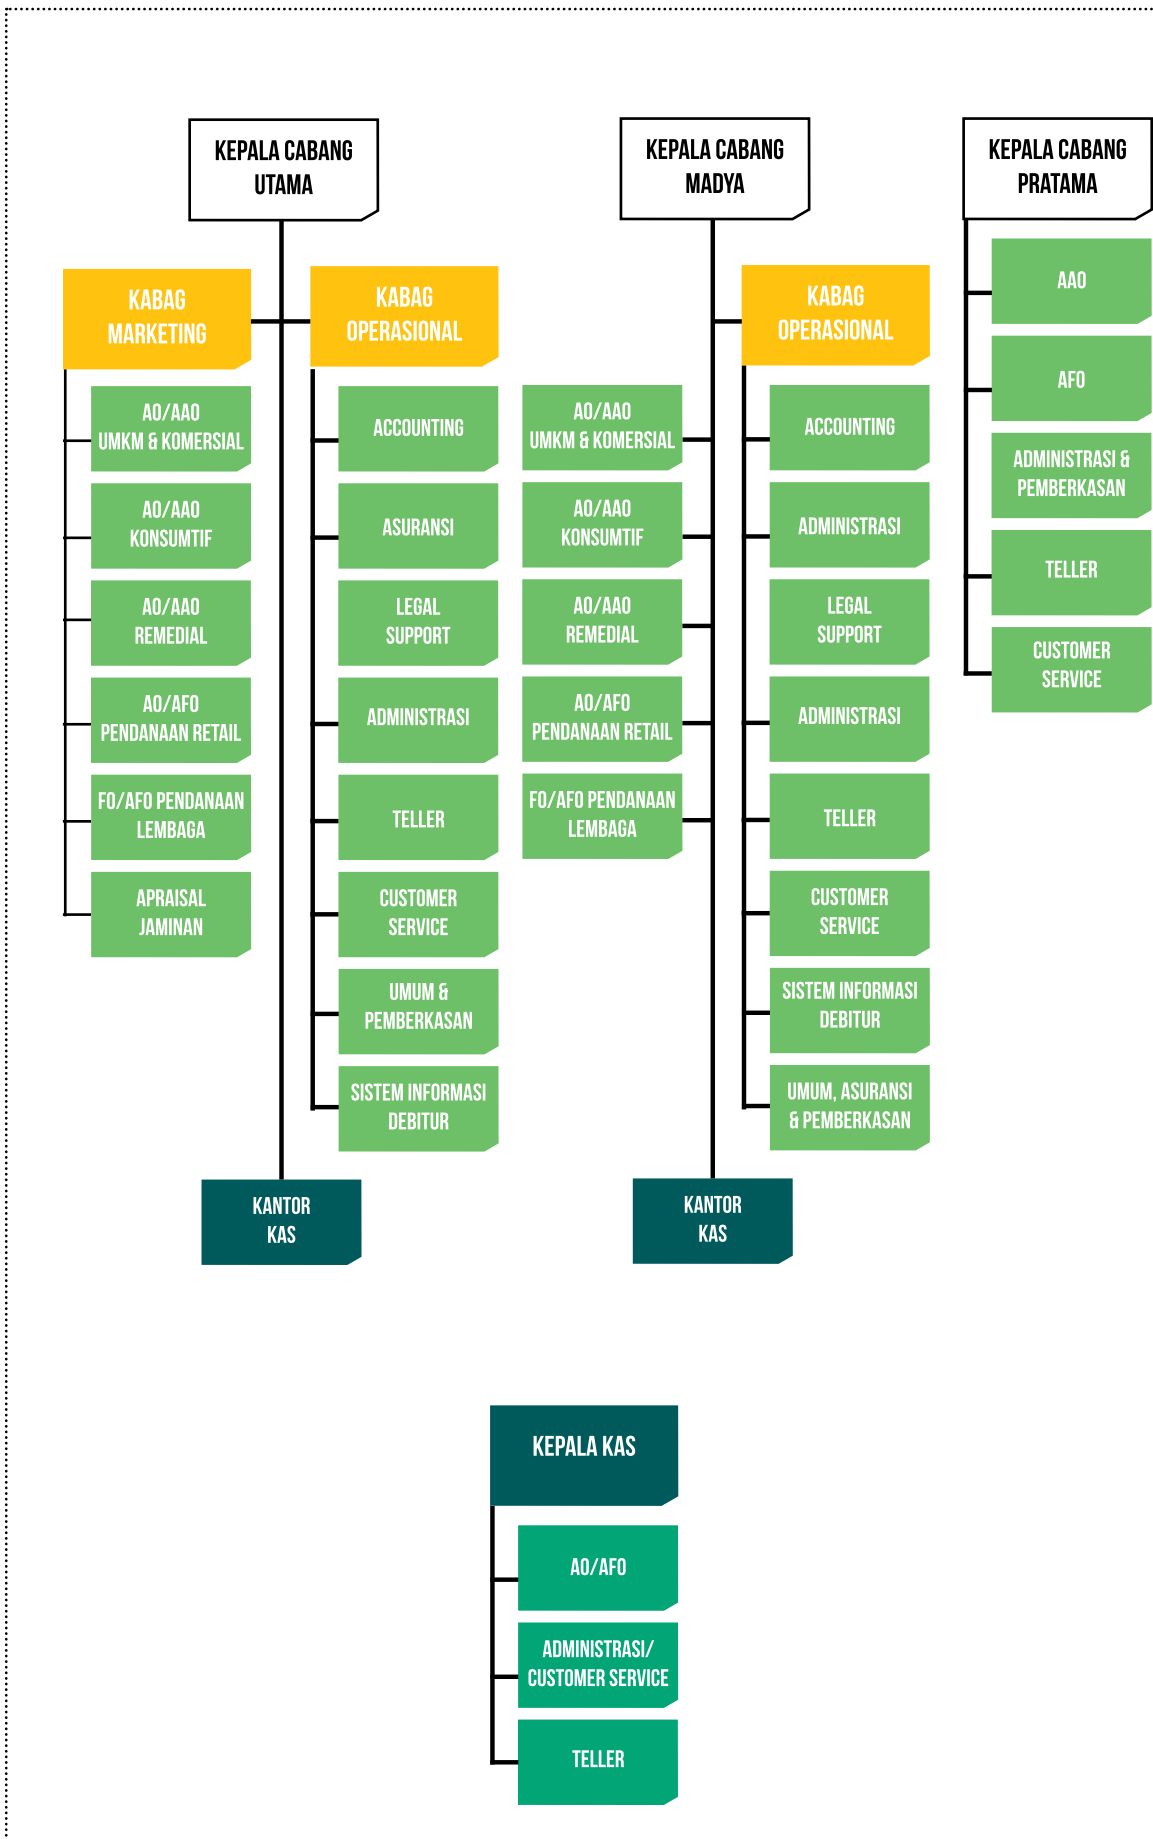 KEPALA CABANG
UTAMA
KABAG
MARKETING
AO/AAO
UMKM & KOMERSIAL
AO/AAO
KONSUMTIF
AO/AAO
REMEDIAL
AO/AFO
PENDANAAN RETAIL
FO/AFO PENDANAAN
LEMBAGA
APRAISAL
JAMINAN
KABAG
OPERASIONAL
ACCOUNTING
ASURANSI
LEGAL
SUPPORT
ADMINISTRASI
TELLER
CUSTOMER
SERVICE
UMUM &
PEMBERKASAN
SISTEM INFORMASI
DEBITUR
KANTOR
KAS
KEPALA CABANG
MADYA
AO/AAO
UMKM & KOMERSIAL
AO/AAO
KONSUMTIF
AO/AAO
REMEDIAL
AO/AFO
PENDANAAN RETAIL
FO/AFO PENDANAAN
LEMBAGA
KABAG
OPERASIONAL
ACCOUNTING
ADMINISTRASI
LEGAL
SUPPORT
ADMINISTRASI
TELLER
CUSTOMER
SERVICE
SISTEM INFORMASI
DEBITUR
UMUM, ASURANSI
& PEMBERKASAN
KANTOR
KAS
KEPALA CABANG
PRATAMA
AAO
AFO
ADMINISTRASI &
PEMBERKASAN
TELLER
CUSTOMER
SERVICE
KEPALA KAS
AO/AFO
ADMINISTRASI/
CUSTOMER SERVICE
TELLER